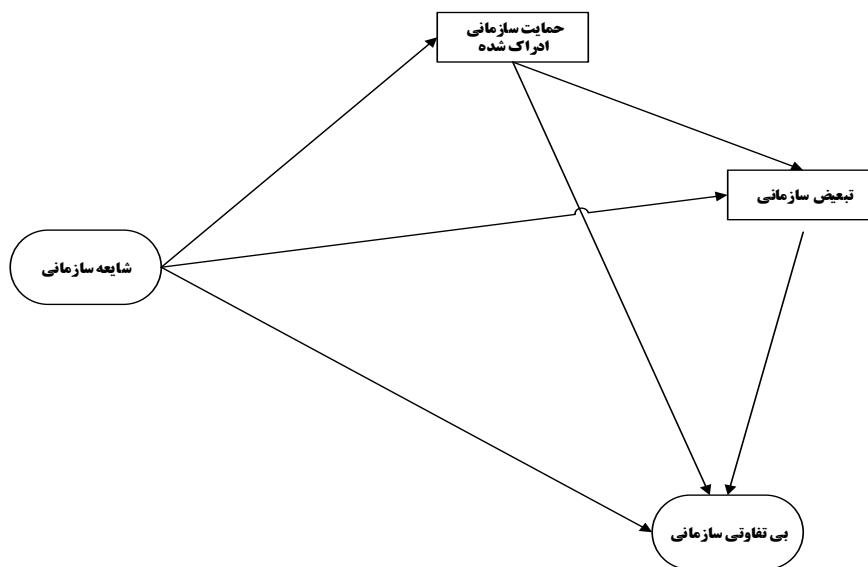 حمایت سازمانی
ادراک شده
تبعیض سازمانی
شایعه سازمانی
بی تفاوتی سازمانی